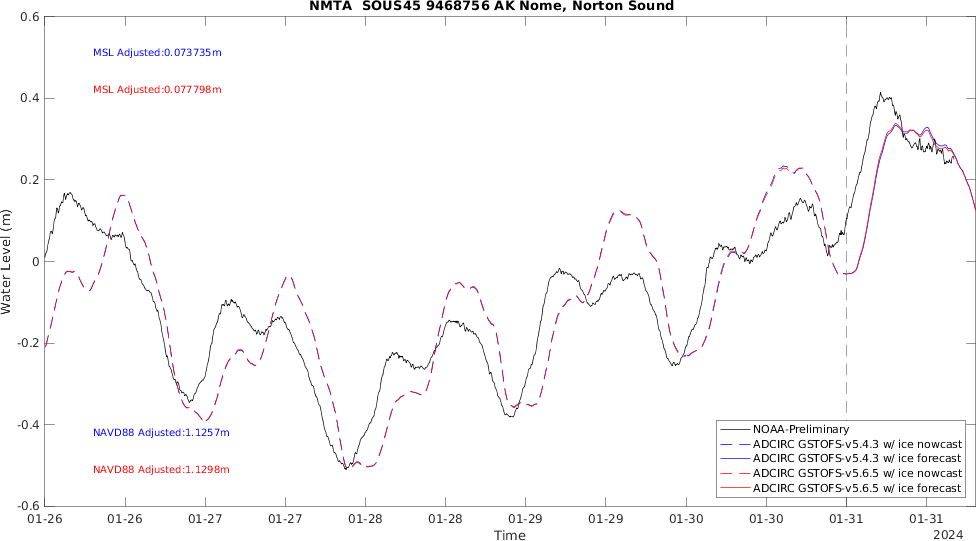 NMTA  SOUS45 9468756 AK Nome, Norton Sound
0.6
MSL Adjusted:0.073735m
MSL Adjusted:0.077798m
0.4
0.2
0
-0.2
-0.4
-0.6
Water Level (m)
NAVD88 Adjusted:1.1257m
NAVD88 Adjusted:1.1298m
NOAA-Preliminary
ADCIRC GSTOFS-v5.4.3 w/ ice nowcast
ADCIRC GSTOFS-v5.4.3 w/ ice forecast
ADCIRC GSTOFS-v5.6.5 w/ ice nowcast
ADCIRC GSTOFS-v5.6.5 w/ ice forecast
01-26 01-26 01-27 01-27 01-28 01-28 01-29 01-29 01-30 01-30 01-31 01-31
Time
2024